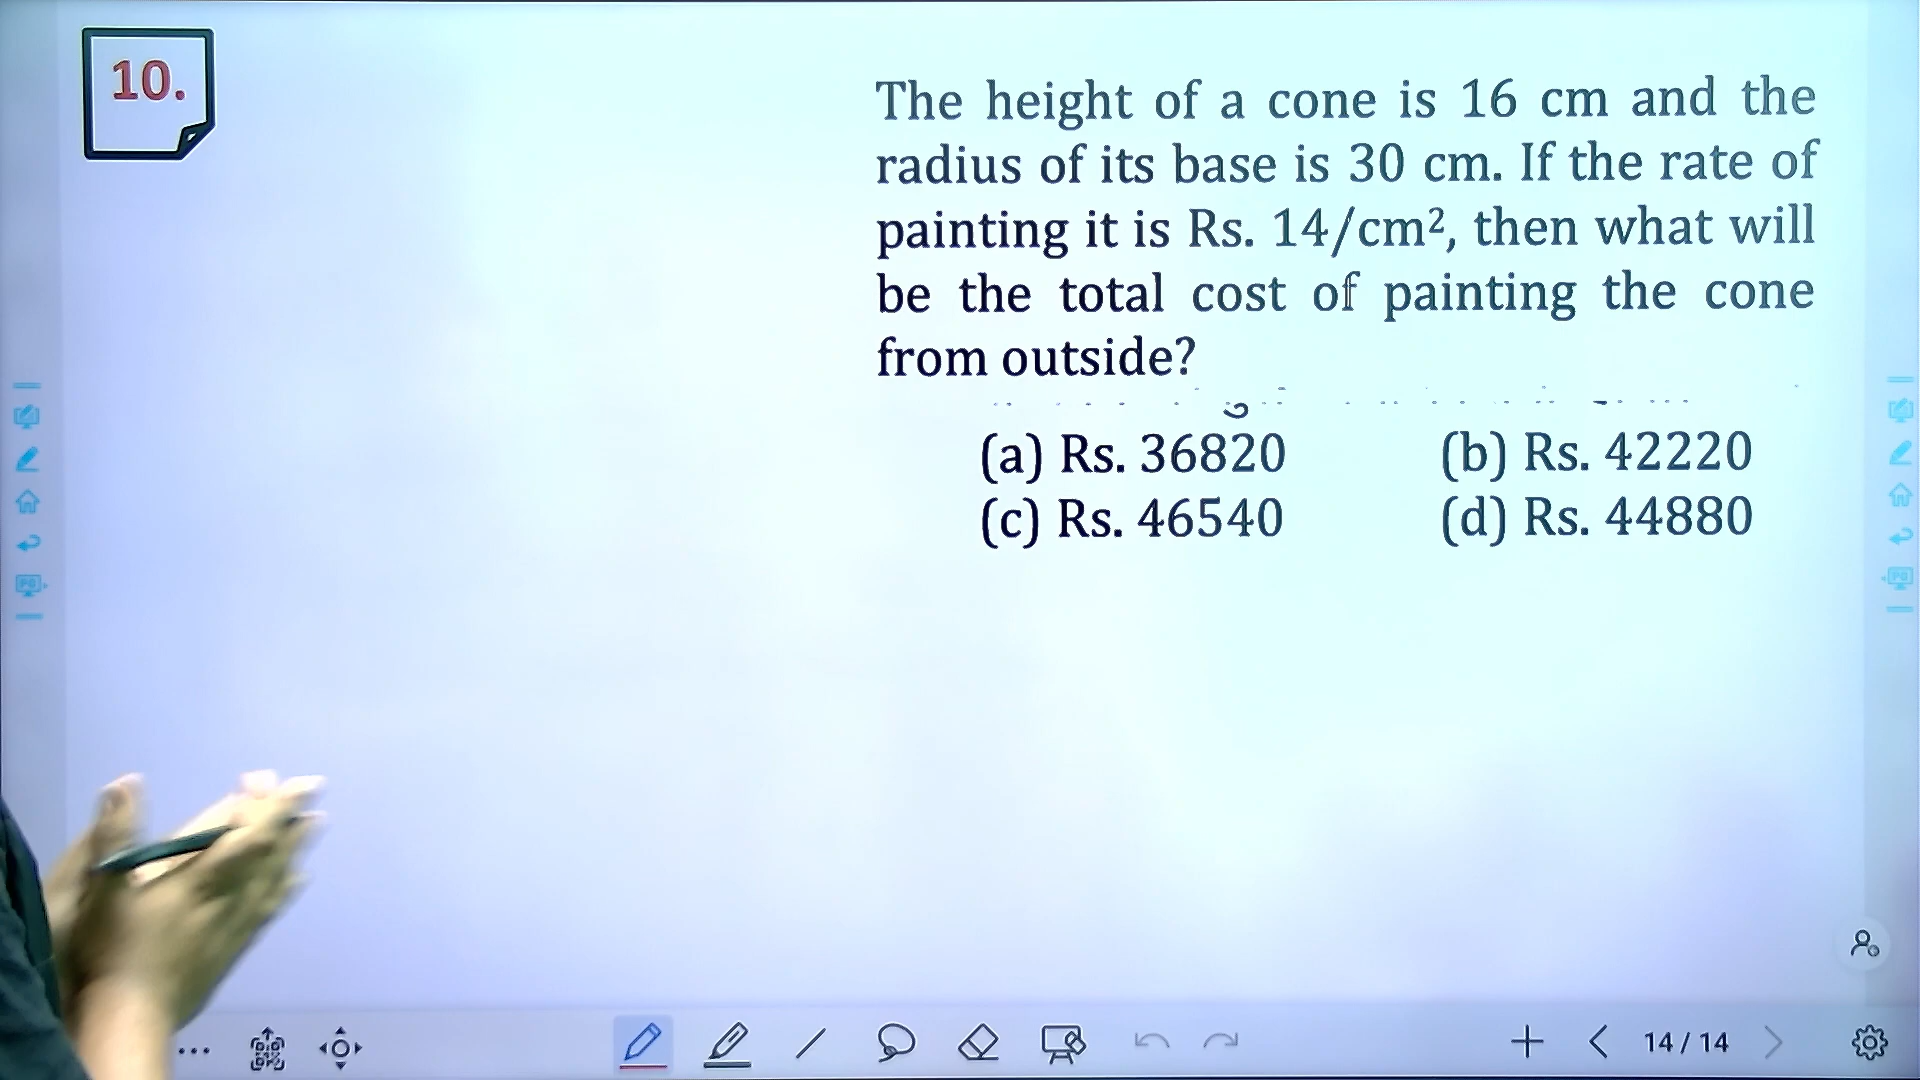 10.
The height of a cone is 16 cm and the
radius of its base is 30 cm. If the rate of
painting it is Rs. 14/cm², then what will
be the total cost of painting the cone
from outside?
(a) Rs. 36820 (b) Rs. 42220
(c) Rs. 46540 (d) Rs. 44880
14 / 14